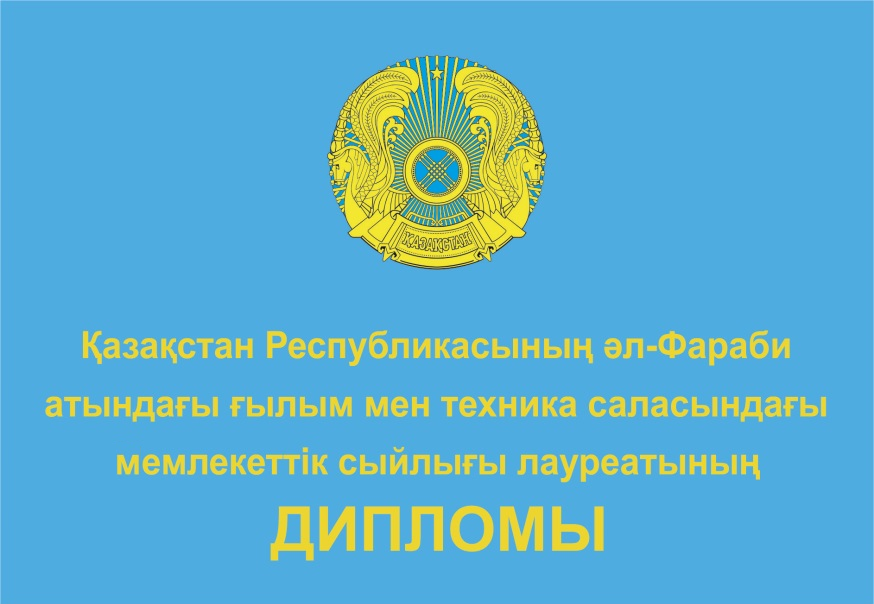 ҚАЗАҚСТАН
Қазақстан Республикасының әл-Фараби
атындағы ғылым мен техника саласындағы
мемлекеттік сыйлығы лауреатының
ДИПЛОМЫ